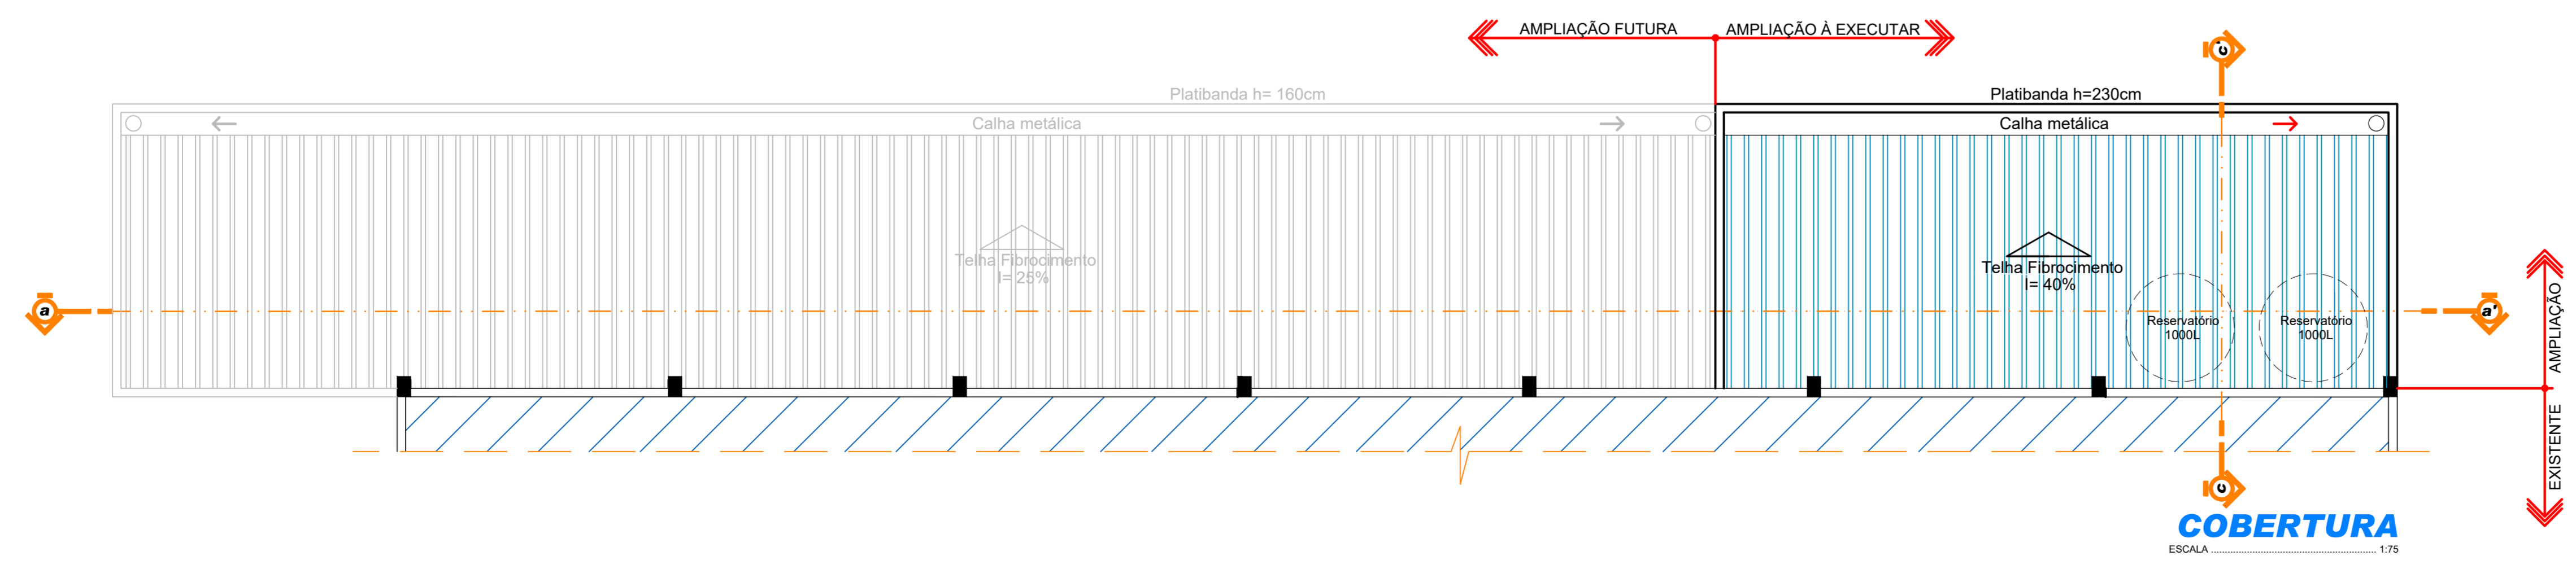 AMPLIAÇÃO FUTURA
AMPLIAÇÃO À EXECUTAR
c'
Platibanda h= 160cm
Platibanda h=230cm
Calha metálica
Calha metálica
Telha Fibrocimento
I= 25%
Telha Fibrocimento
I= 40%
a
a'
Reservatório
1000L
Reservatório
1000L
AMPLIAÇÃO
EXISTENTE
c
COBERTURA
ESCALA ............................................................ 1:75